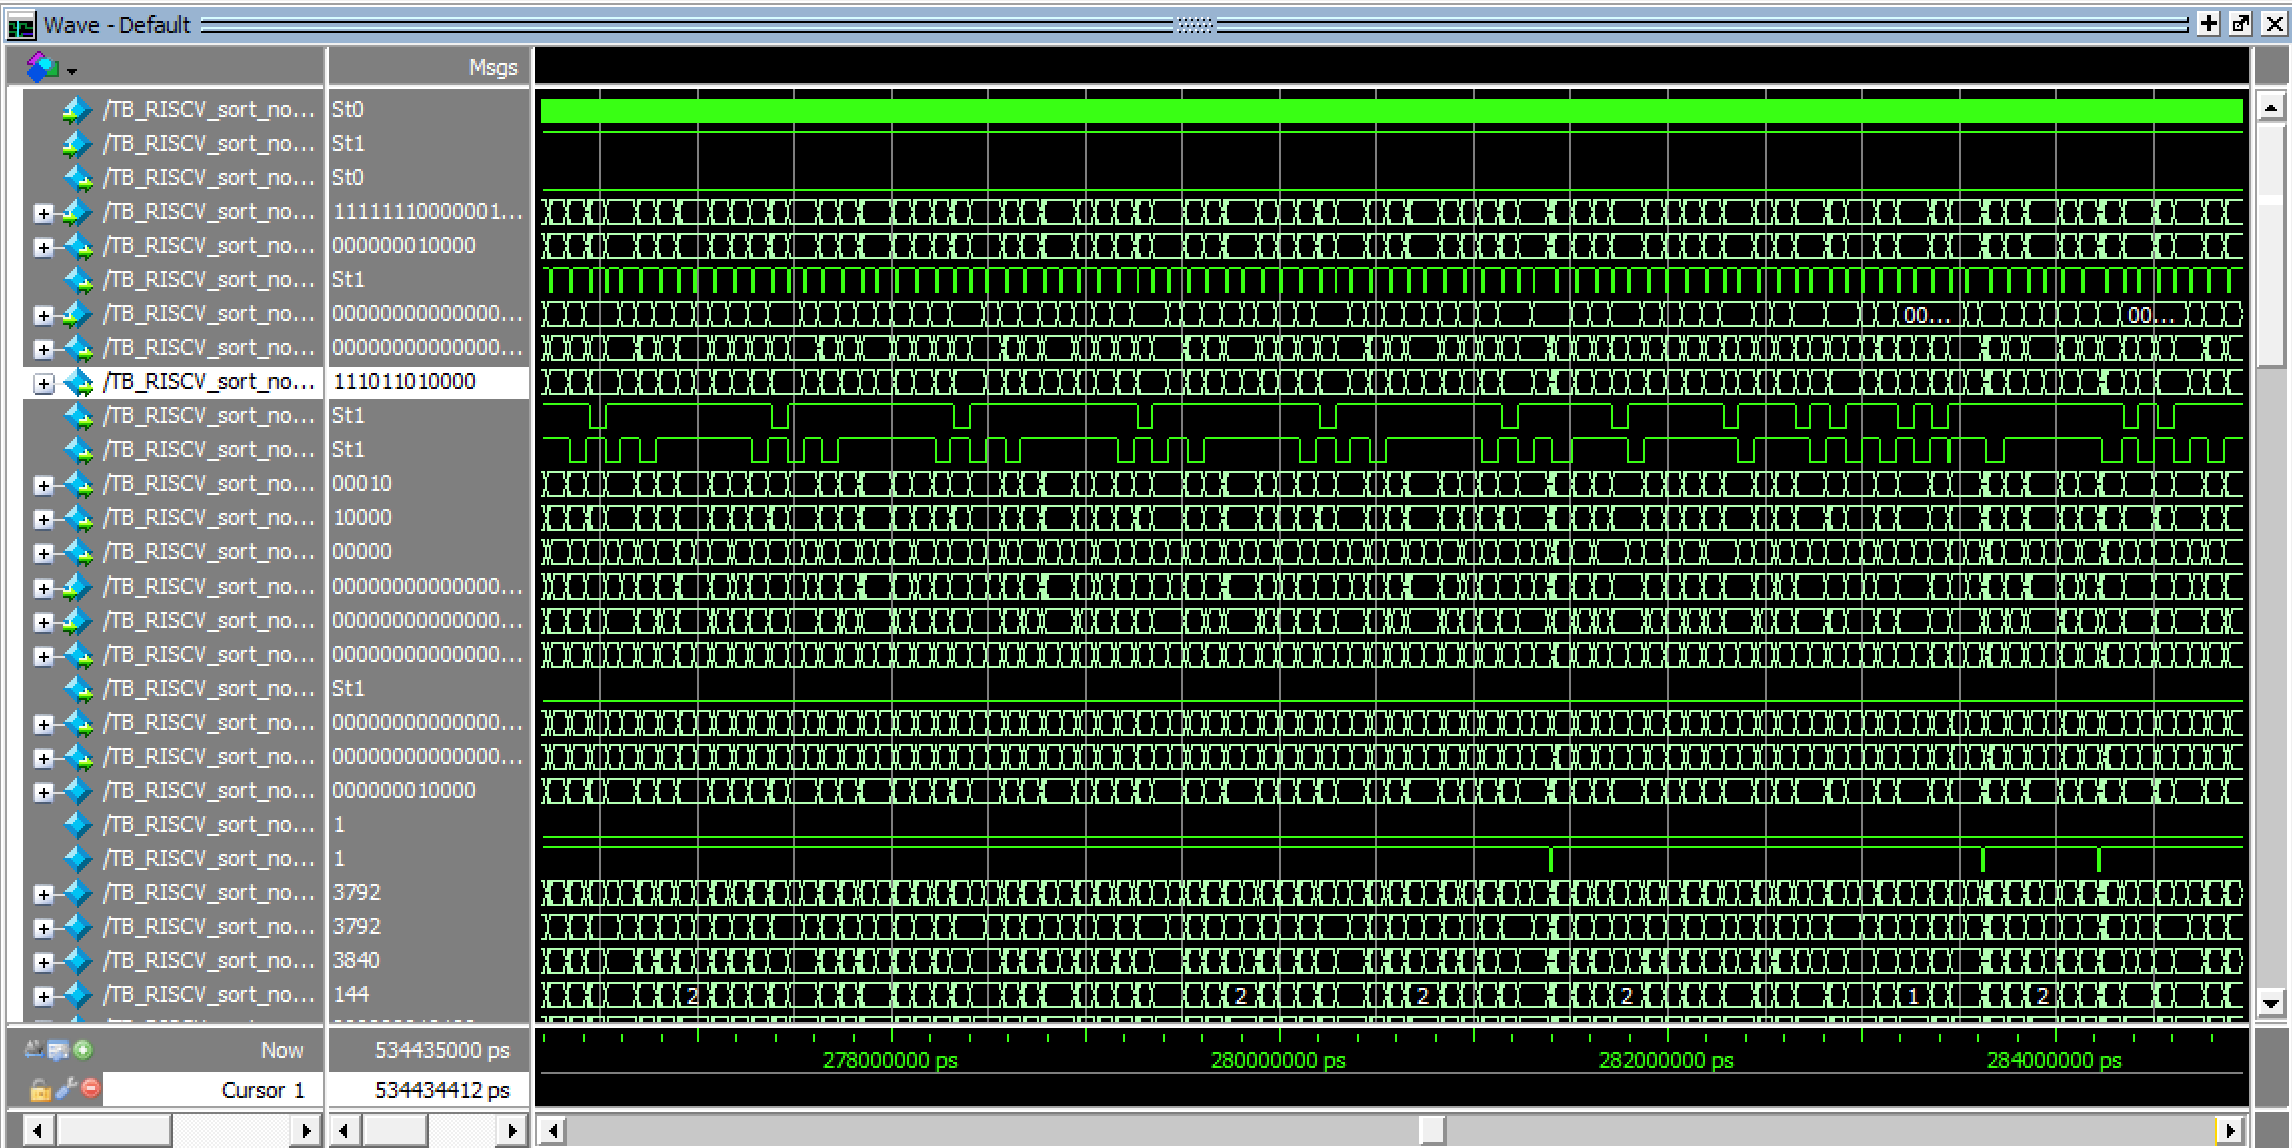 Wave - Default
Msgs
/TB_RISCV_sort_no... St0
/TB_RISCV_sort_no... St1
/TB_RISCV_sort_no... St0
/TB_RISCV_sort_no... 11111110000001...
/TB_RISCV_sort_no... 000000010000
/TB_RISCV_sort_no... St1
/TB_RISCV_sort_no... 00000000000000... 00... 00...
/TB_RISCV_sort_no... 00000000000000...
/TB_RISCV_sort_no... 111011010000
/TB_RISCV_sort_no... St1
/TB_RISCV_sort_no... St1
/TB_RISCV_sort_no... 00010
/TB_RISCV_sort_no... 10000
/TB_RISCV_sort_no... 00000
/TB_RISCV_sort_no... 00000000000000...
/TB_RISCV_sort_no... 00000000000000...
/TB_RISCV_sort_no... 00000000000000...
/TB_RISCV_sort_no... St1
/TB_RISCV_sort_no... 00000000000000...
/TB_RISCV_sort_no... 00000000000000...
/TB_RISCV_sort_no... 000000010000
/TB_RISCV_sort_no... 1
/TB_RISCV_sort_no... 1
/TB_RISCV_sort_no... 3792
/TB_RISCV_sort_no... 3792
/TB_RISCV_sort_no... 3840
/TB_RISCV_sort_no... 144 2 2 2 2 1 2
Now 534435000 ps 278000000 ps 280000000 ps 282000000 ps 284000000 ps
Cursor 1 534434412 ps